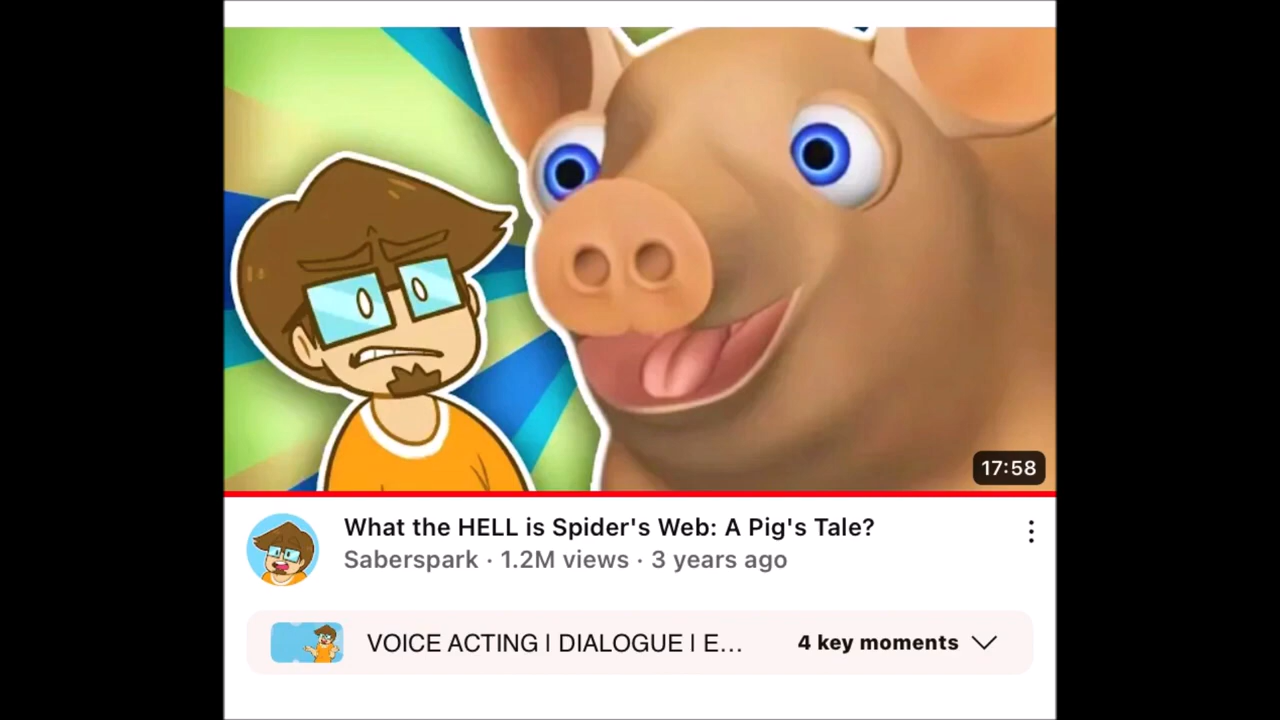 17:58
What the HELL is Spider's Web: A Pig's Tale?
Saberspark · 1.2M views · 3 years ago
VOICE ACTING | DIALOGUE | E… 4 key moments